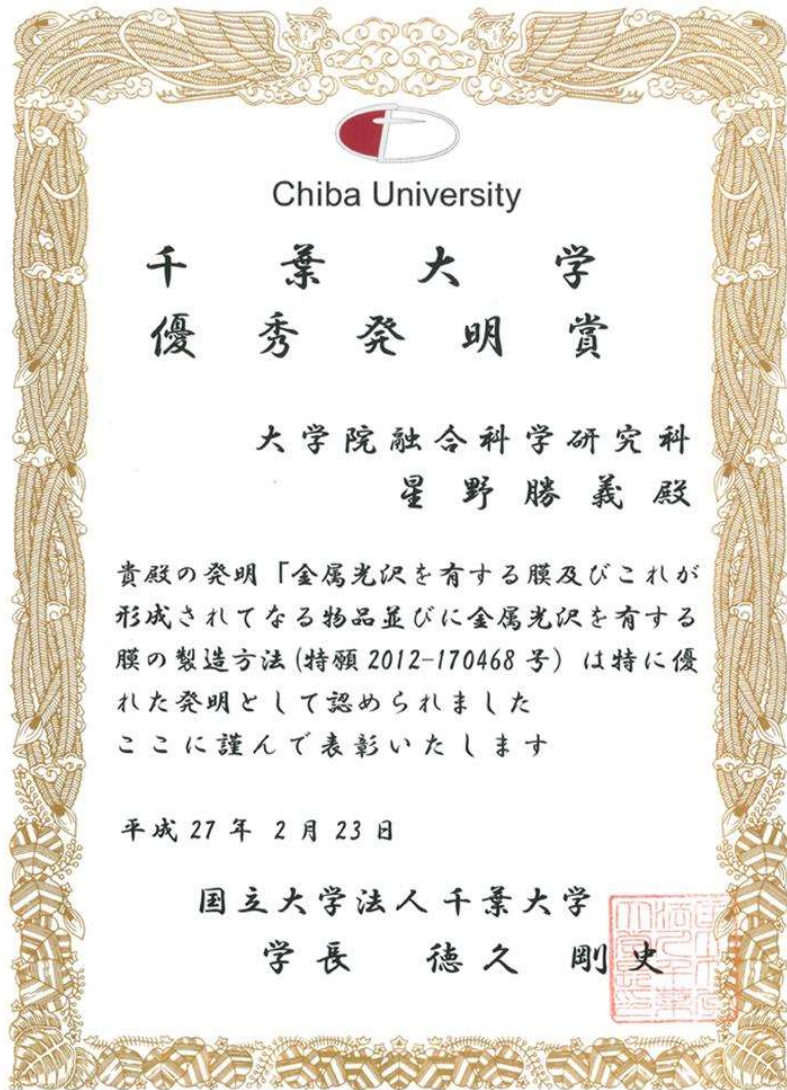 Chiba University
千葉大学
優秀発明賞
大学院融合科学研究科
星野勝義殿
貴殿の発明「金属光沢を有する膜及びこれが
形成されてなる物品並びに金属光沢を有する
膜の製造方法(特願2012-170468号)は特に優
れた発明として認められました
ここに謹んで表彰いたします
平成27年2月23日
国立大学法人千葉大学
学長 徳久剛史